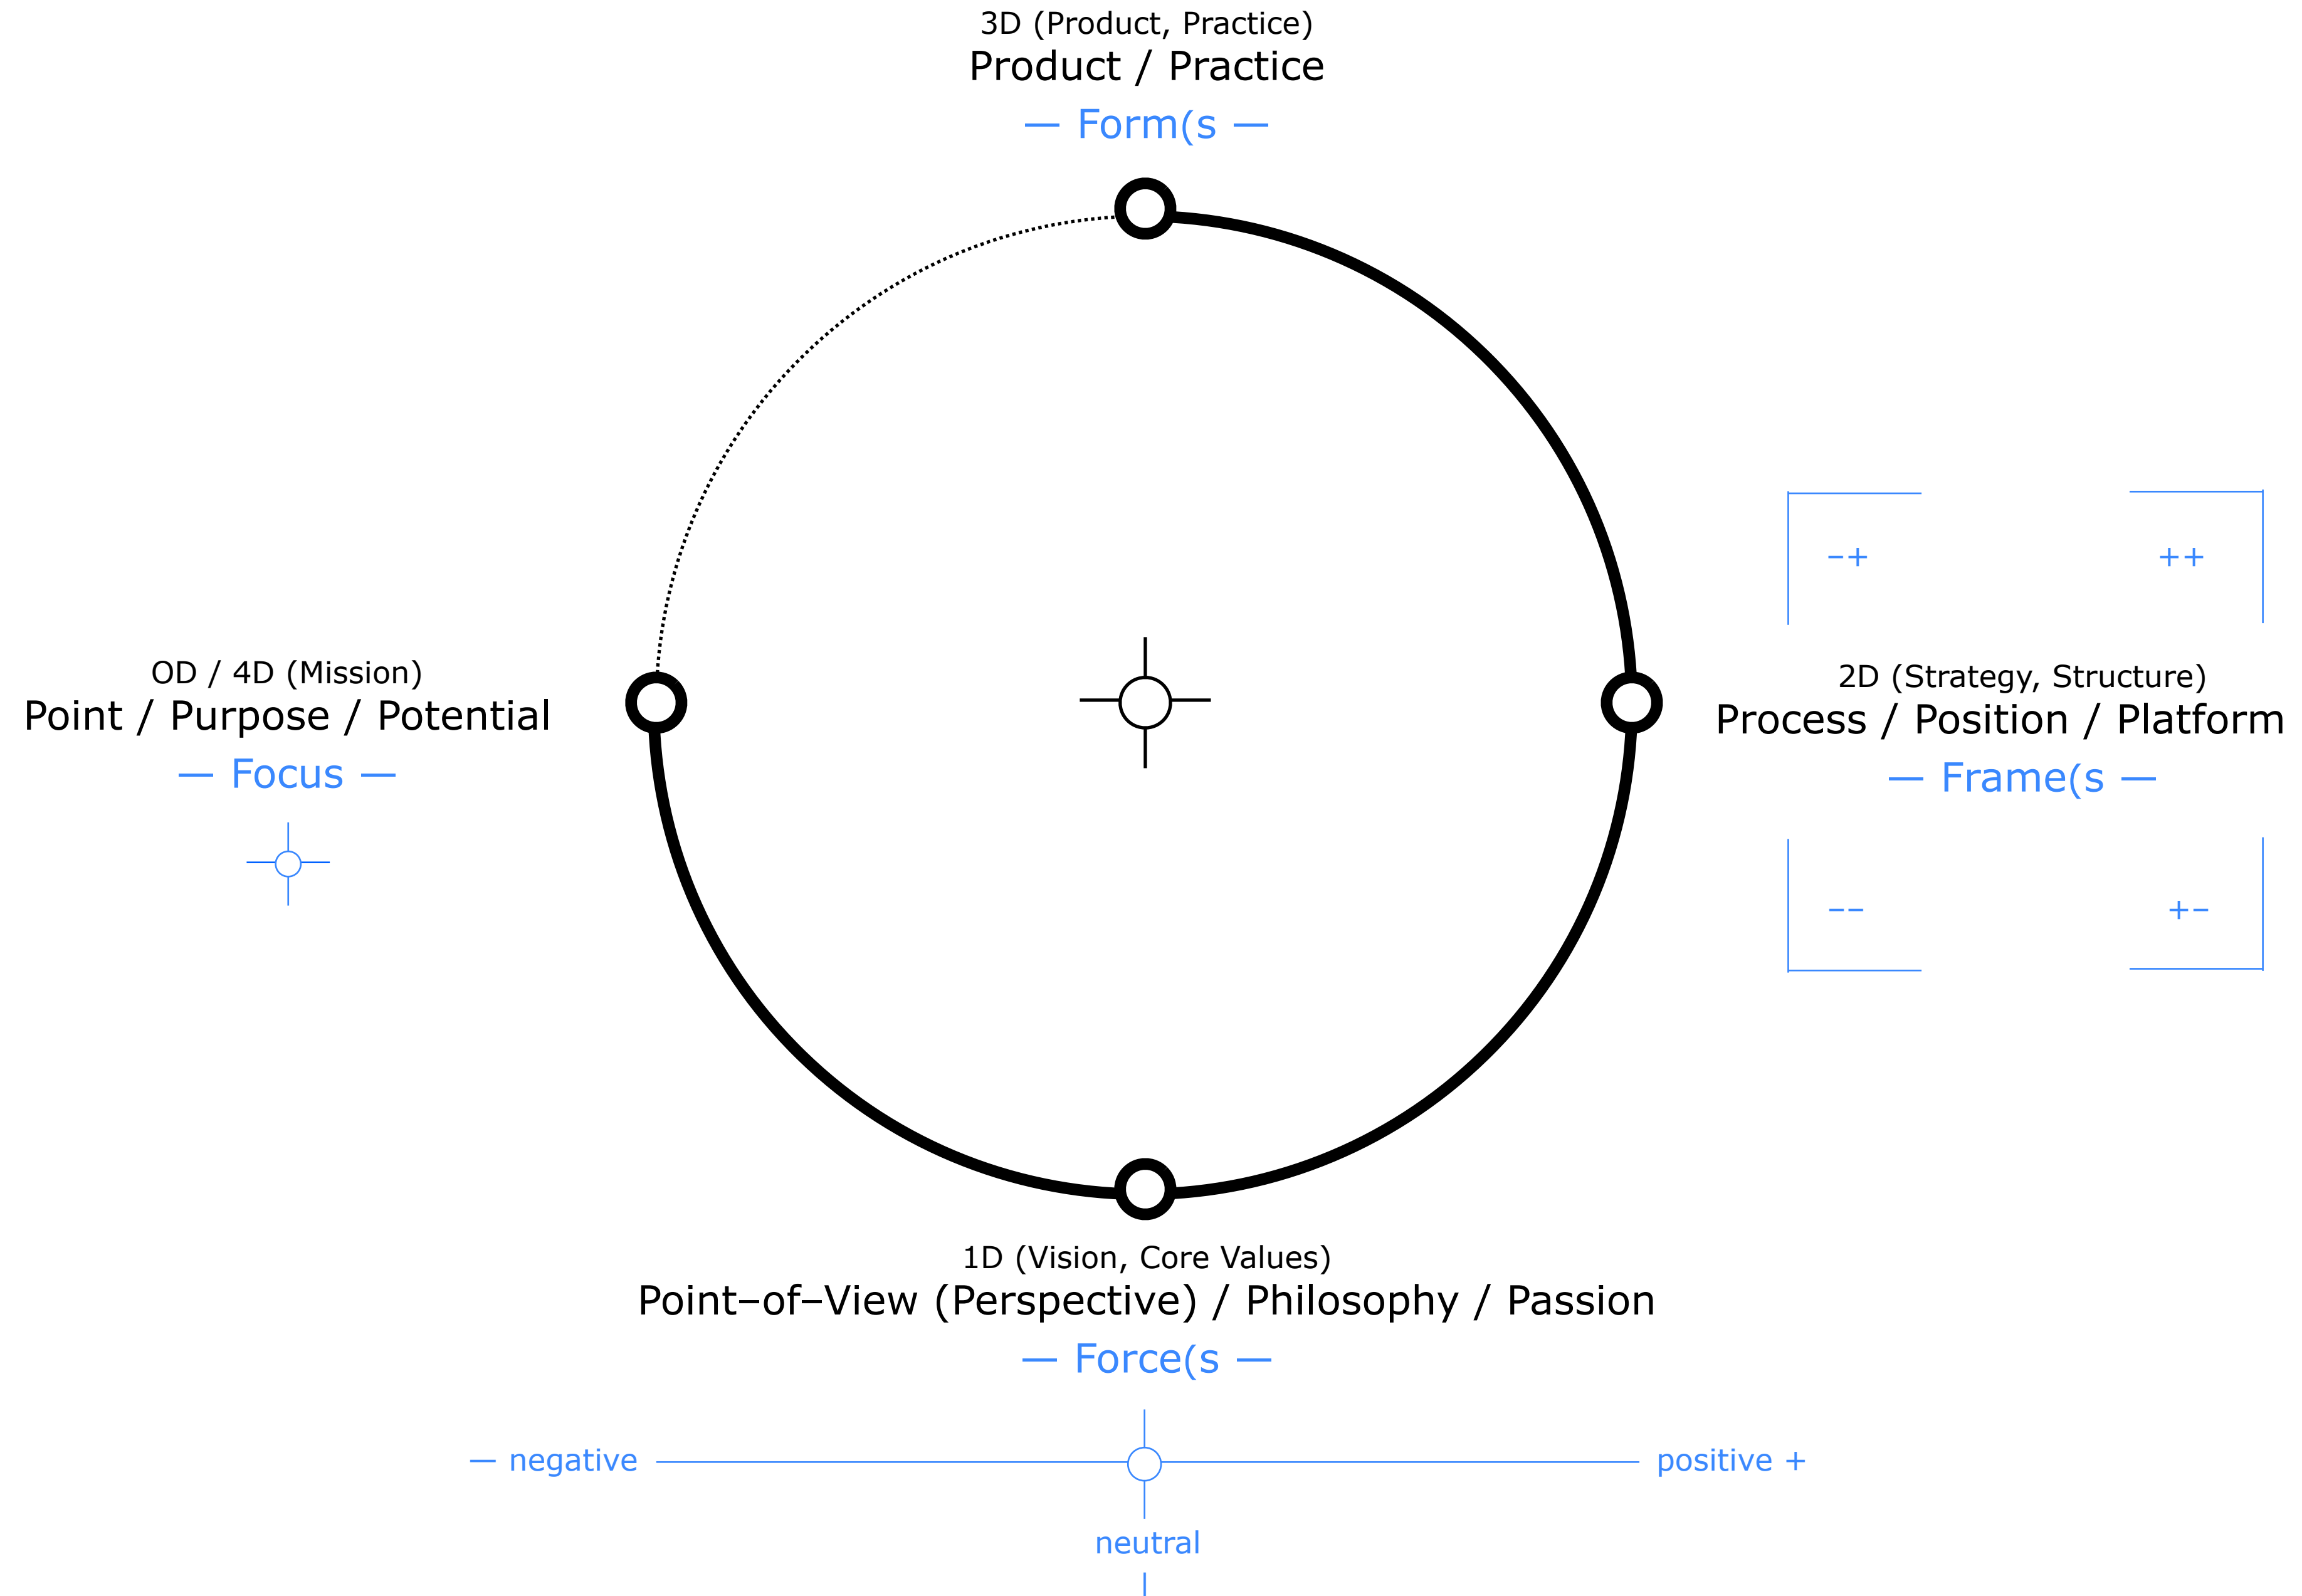 3D (Product, Practice)
Product / Practice
— Form(s —
−+
++
OD / 4D (Mission)
Point / Purpose / Potential
— Focus —
2D (Strategy, Structure)
Process / Position / Platform
— Frame(s —
−−
+−
1D (Vision, Core Values)
Point−of−View (Perspective) / Philosophy / Passion
— Force(s —
— negative
positive +
neutral